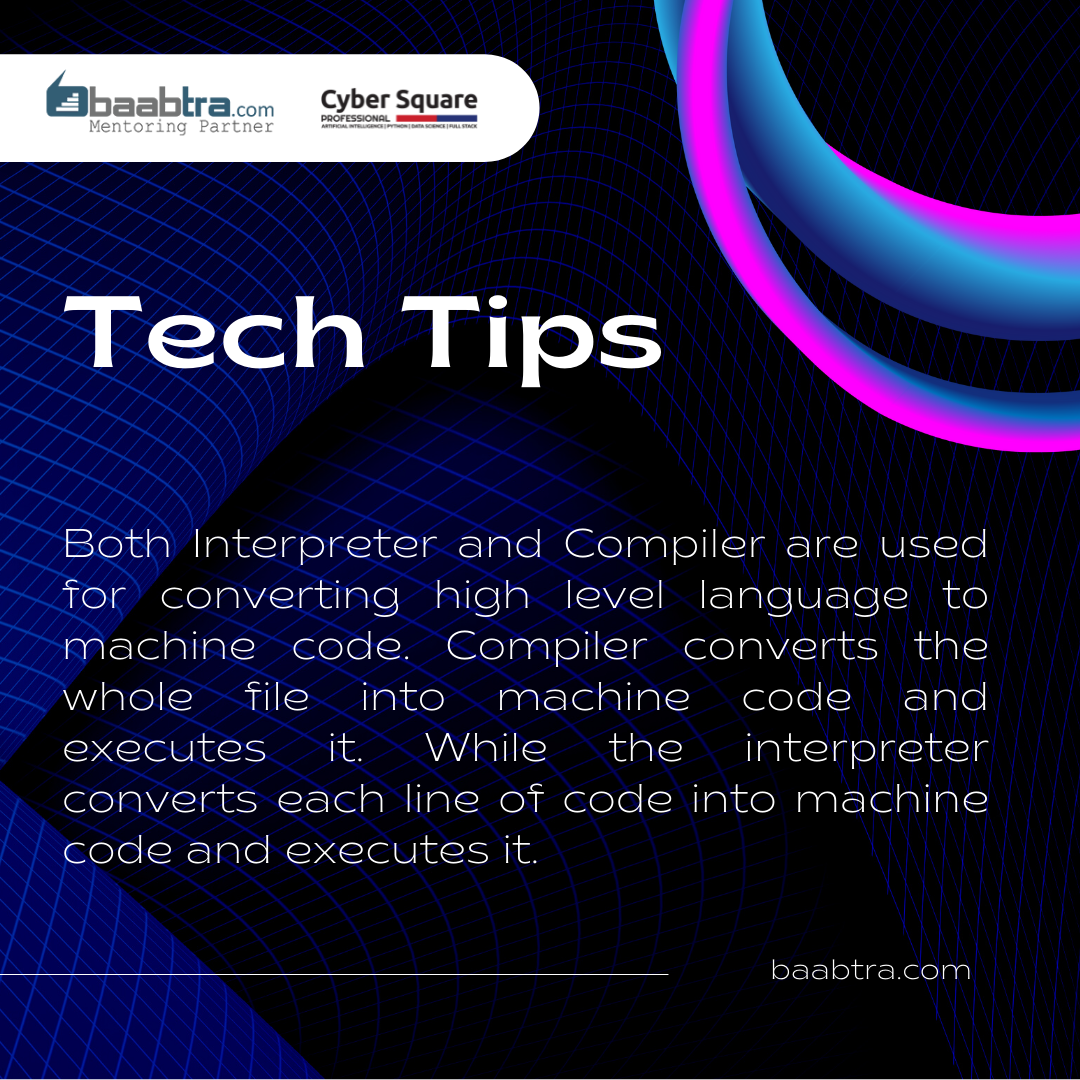 baabtra.com
Mentoring Partner
Cyber Square
PROFESSIONAL
ARTIFICIAL INTELLIGENCE | PYTHON | DATA SCIENCE | FULL STACK
Tech Tips
Both Interpreter and Compiler are used
for converting high level language to
machine code. Compiler converts the
whole file into machine code and
executes it. While the interpreter
converts each line of code into machine
code and executes it.
baabtra.com